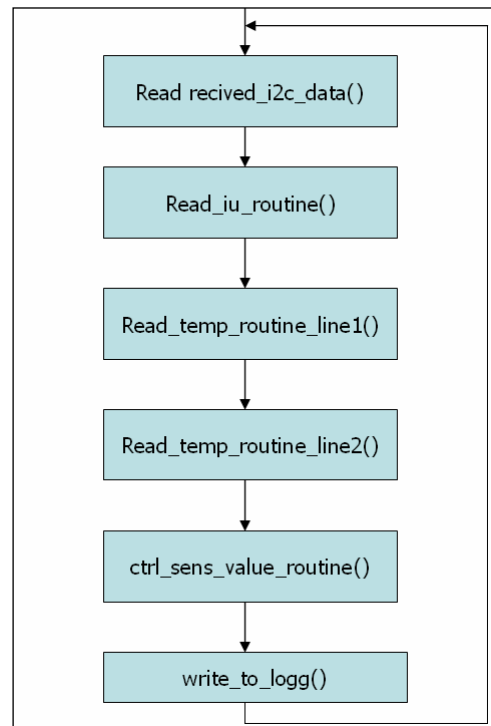 Read recived_i2c_data()
Read_iu_routine()
Read_temp_routine_line1()
Read_temp_routine_line2()
ctrl_sens_value_routine()
write_to_logg()